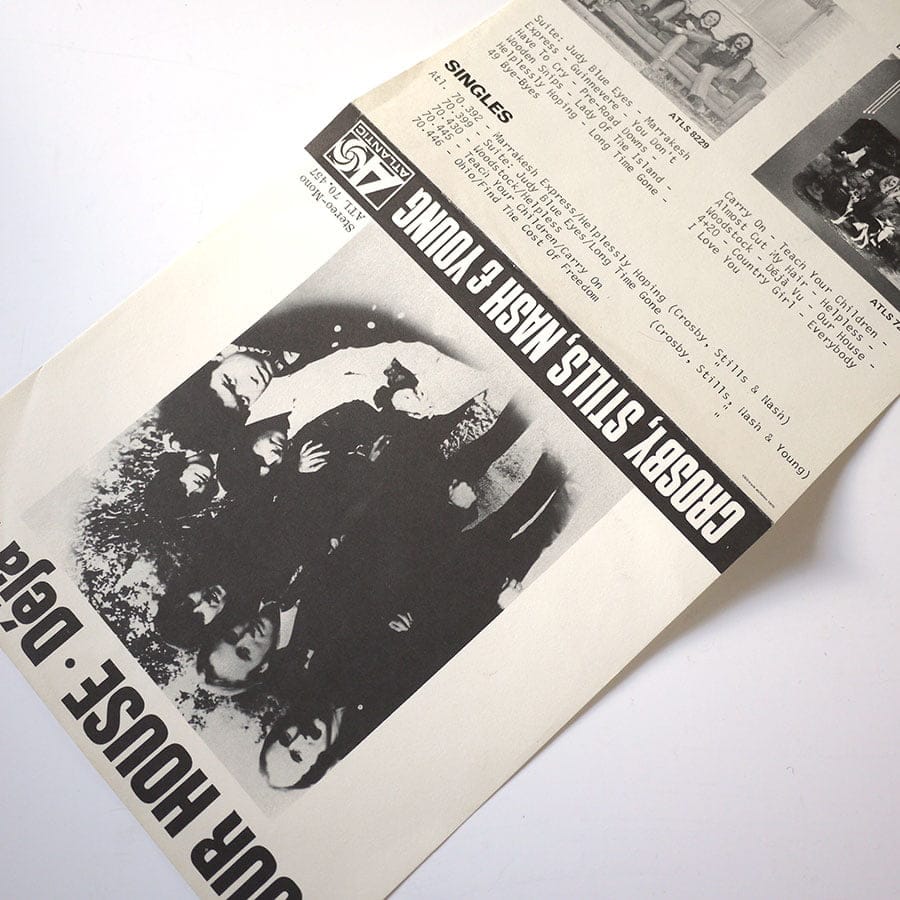 ATLS 8229
Suite: Judy Blue Eyes - Marrakesh
Express - Guinnevere - You Don't
Have To Cry - Pre-Road Downs -
Wooden Ships - Lady Of The Island -
Helplessly Hoping - Long Time Gone -
49 Bye-Byes
ATLS 72
Carry On - Teach Your Children -
Almost Cut My Hair - Helpless -
Woodstock - Déjà Vu - Our House -
4+20 - Country Girl - Everybody
I Love You
SINGLES
Atl. 70.392 - Marrakesh Express/Helplessly Hoping (Crosby, Stills & Nash)
70.399 - Suite: Judy Blue Eyes/Long Time Gone "
70.430 - Woodstock/Helpless (Crosby, Stills, Nash & Young)
70.445 - Teach Your Children/Carry On "
70.446 - Ohio/Find The Cost Of Freedom
ATLANTIC
CROSBY, STILLS, NASH & YOUNG
Stereo-Mono
ATL 70.457
OUR HOUSE · Déjà